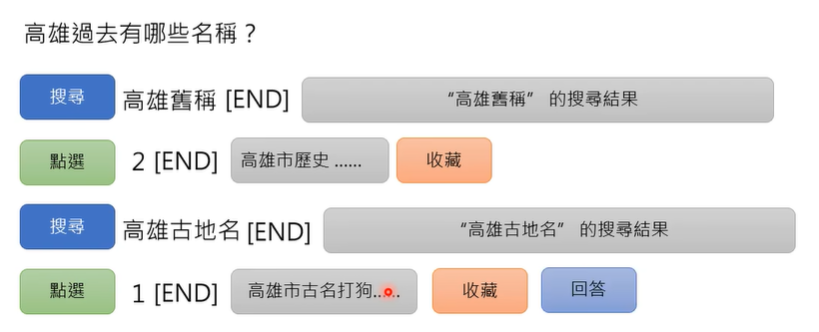 高雄過去有哪些名稱？
搜尋 高雄舊稱 [END] “高雄舊稱” 的搜尋結果
點選 2 [END] 高雄市歷史 ...... 收藏
搜尋 高雄古地名 [END] “高雄古地名” 的搜尋結果
點選 1 [END] 高雄市古名打狗...... 收藏 回答